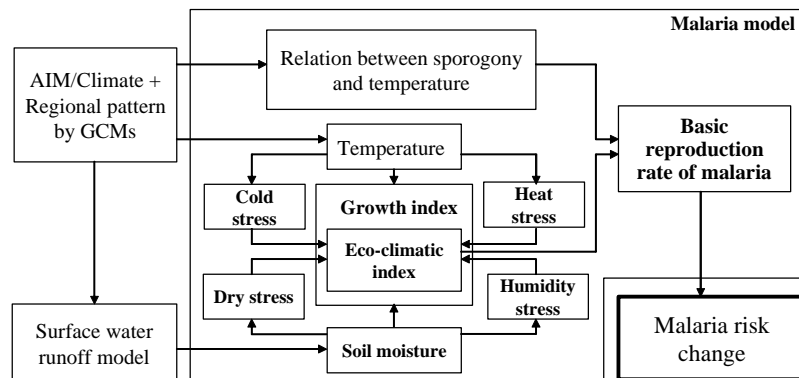 Malaria model
AIM/Climate +
Regional pattern
by GCMs
Relation between sporogony
and temperature
Basic
reproduction
rate of malaria
Temperature
Cold
stress
Heat
stress
Growth index
Eco-climatic
index
Dry stress
Humidity
stress
Surface water
runoff model
Soil moisture
Malaria risk
change